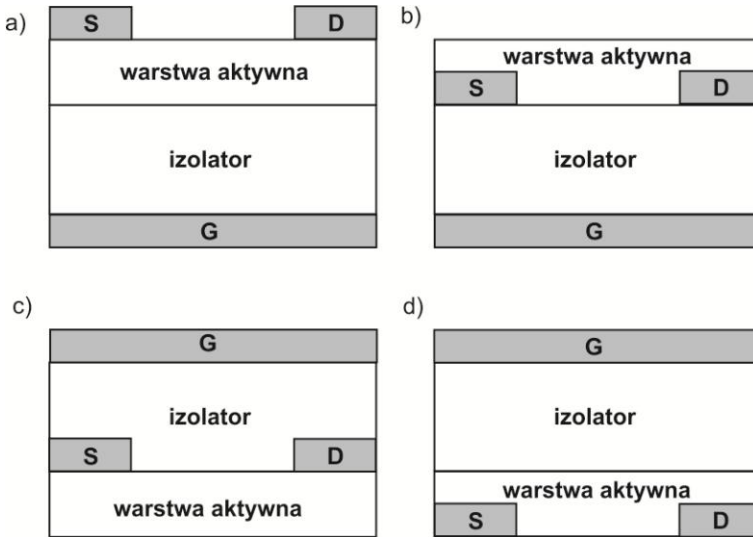 a)
S D
warstwa aktywna
izolator
G
b)
warstwa aktywna
S D
izolator
G
c)
G
izolator
S D
warstwa aktywna
d)
G
izolator
warstwa aktywna
S D